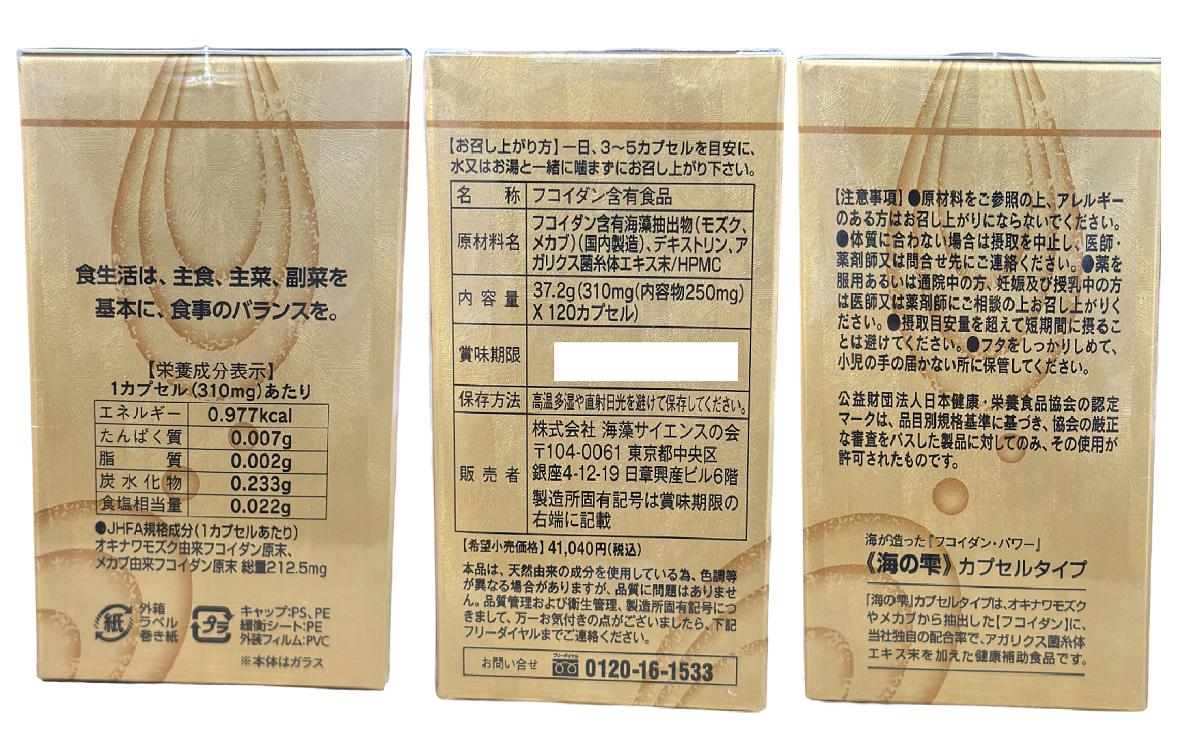 食生活は、主食、主菜、副菜を
基本に、食事のバランスを。
【栄養成分表示】
1カプセル(310mg)あたり
エネルギー 0.977kcal
たんぱく質 0.007g
脂質 0.002g
炭水化物 0.233g
食塩相当量 0.022g
●JHFA規格成分(1カプセルあたり)
オキナワモズク由来フコイダン原末、
メカブ由来フコイダン原末 総量212.5mg
紙
外箱
ラベル
巻き紙
プラ
キャップ:PS、PE
緩衝シート:PE
外装フィルム:PVC
※本体はガラス
【お召し上がり方】一日、3〜5カプセルを目安に、
水又はお湯と一緒に噛まずにお召し上がり下さい。
名称 フコイダン含有食品
原材料名 フコイダン含有海藻抽出物(モズク、
メカブ)(国内製造)、デキストリン、ア
ガリクス菌糸体エキス末/HPMC
内容量 37.2g(310mg(内容物250mg)
X 120カプセル)
賞味期限
保存方法 高温多湿や直射日光を避けて保存してください。
販売者 株式会社 海藻サイエンスの会
〒104-0061 東京都中央区
銀座4-12-19 日章興産ビル6階
製造所固有記号は賞味期限の
右端に記載
【希望小売価格】41,040円(税込)
本品は、天然由来の成分を使用している為、色調等
が異なる場合がありますが、品質に問題はありませ
ん。品質管理および衛生管理、製造所固有記号につ
きまして、万一お気付きの点がございましたら、下記
フリーダイヤルまでご連絡ください。
お問い合せ フリーダイヤル 0120-16-1533
【注意事項】●原材料をご参照の上、アレルギー
のある方はお召し上がりにならないでください。
●体質に合わない場合は摂取を中止し、医師・
薬剤師又は問合せ先にご連絡ください。●薬を
服用あるいは通院中の方、妊娠及び授乳中の方
は医師又は薬剤師にご相談の上お召し上がりく
ださい。●摂取目安量を超えて短期間に摂るこ
とは避けてください。●フタをしっかりしめて、
小児の手の届かない所に保管してください。
公益財団法人日本健康・栄養食品協会の認定
マークは、品目別規格基準に基づき、協会の厳正
な審査をパスした製品に対してのみ、その使用が
許可されたものです。
海が造った「フコイダン・パワー」
《海の雫》カプセルタイプ
「海の雫」カプセルタイプは、オキナワモズク
やメカブから抽出した【フコイダン】に、
当社独自の配合率で、アガリクス菌糸体
エキス末を加えた健康補助食品です。